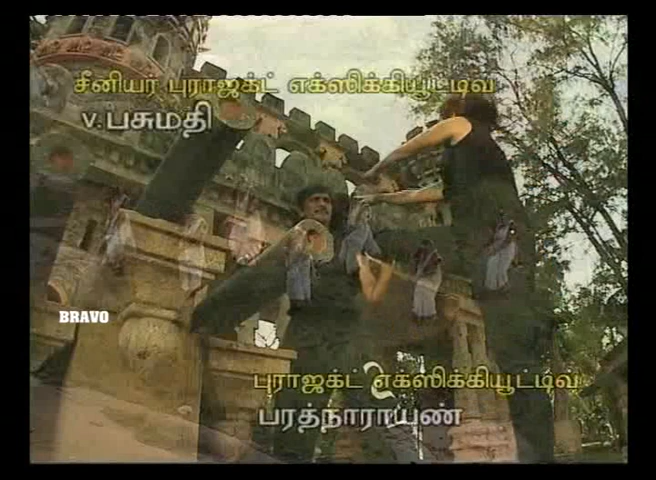 சீனியர் புராஜக்ட் எக்ஸிக்கியூட்டிவ்
V. பசுமதி
BRAVO
புராஜக்ட் எக்ஸிக்கியூட்டிவ்
பரத்நாராயண்